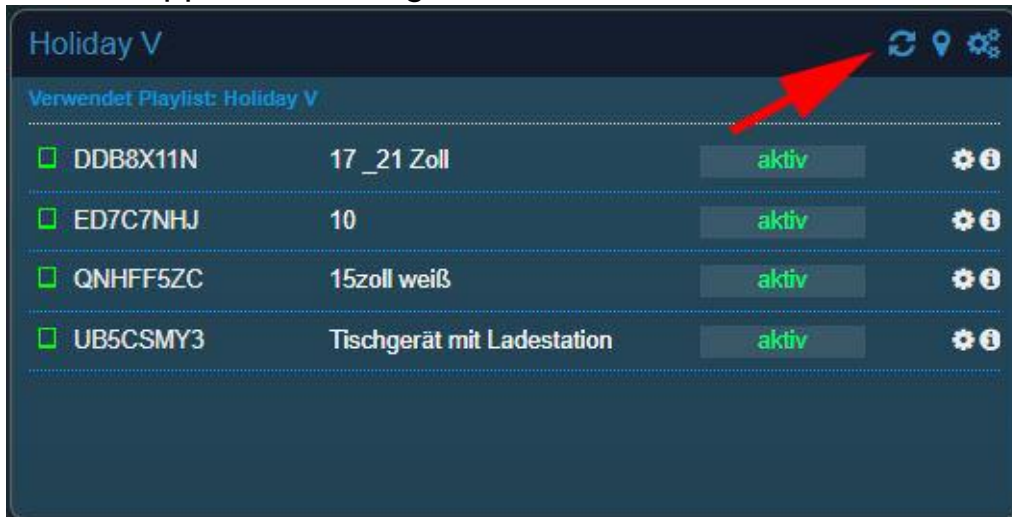 Holiday V
Verwendet Playlist: Holiday V
DDB8X11N 17 _21 Zoll aktiv
ED7C7NHJ 10 aktiv
QNHFF5ZC 15zoll weiß aktiv
UB5CSMY3 Tischgerät mit Ladestation aktiv